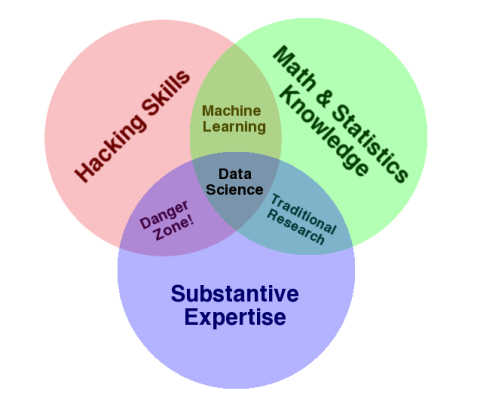 Hacking Skills
Math & Statistics
Knowledge
Machine
Learning
Data
Science
Danger
Zone!
Traditional
Research
Substantive
Expertise